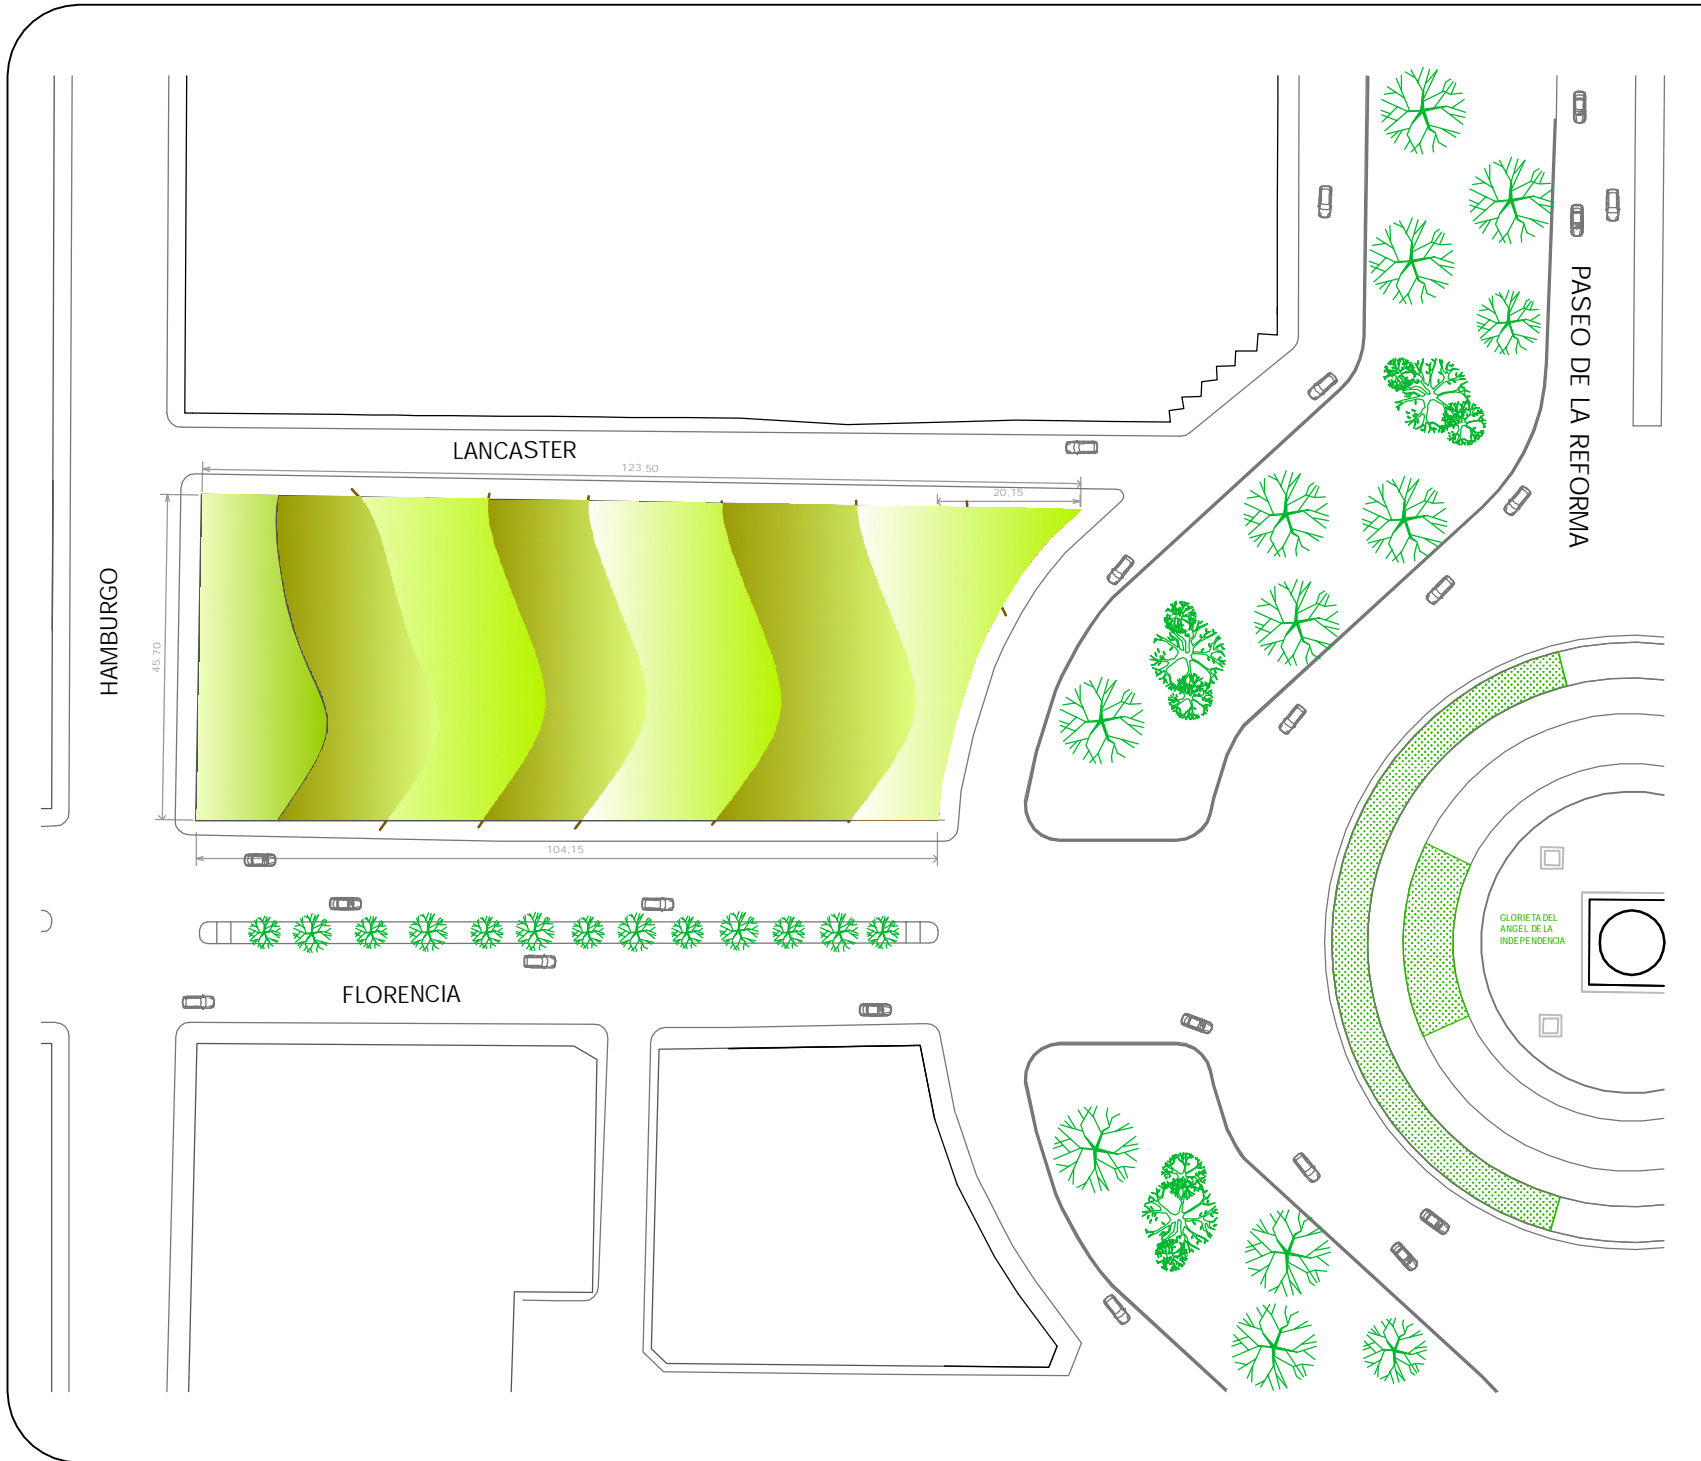 LANCASTER
123.50
20,15
PASEO DE LA REFORMA
HAMBURGO
45.70
104,15
GLORIETA DEL
ANGEL DE LA
INDEPENDENCIA
FLORENCIA